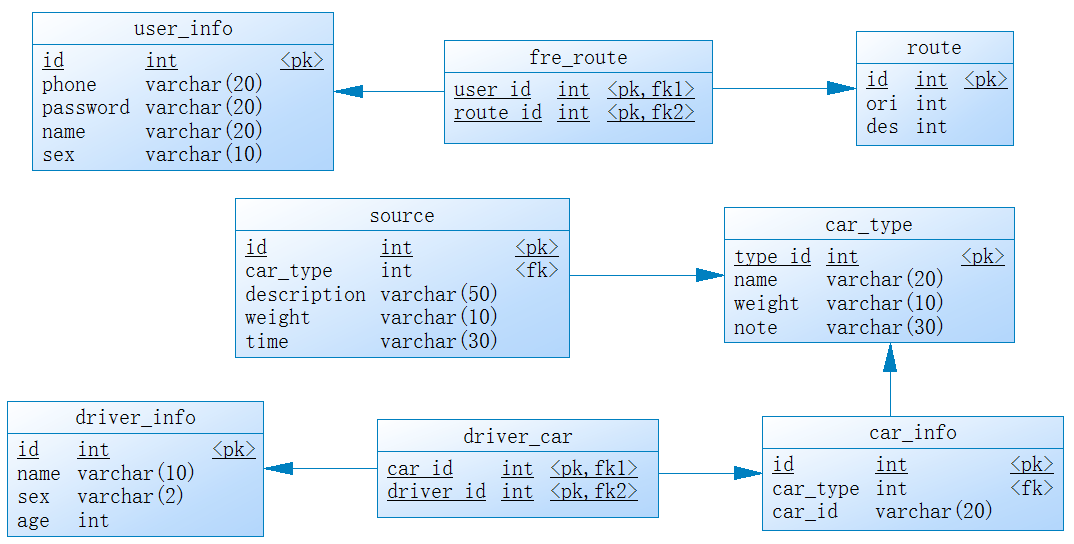 user_info
id int <pk>
phone varchar(20)
password varchar(20)
name varchar(20)
sex varchar(10)
fre_route
user_id int <pk,fk1>
route_id int <pk,fk2>
route
id int <pk>
ori int
des int
source
id int <pk>
car_type int <fk>
description varchar(50)
weight varchar(10)
time varchar(30)
car_type
type_id int <pk>
name varchar(20)
weight varchar(10)
note varchar(30)
driver_info
id int <pk>
name varchar(10)
sex varchar(2)
age int
driver_car
car_id int <pk,fk1>
driver_id int <pk,fk2>
car_info
id int <pk>
car_type int <fk>
car_id varchar(20)